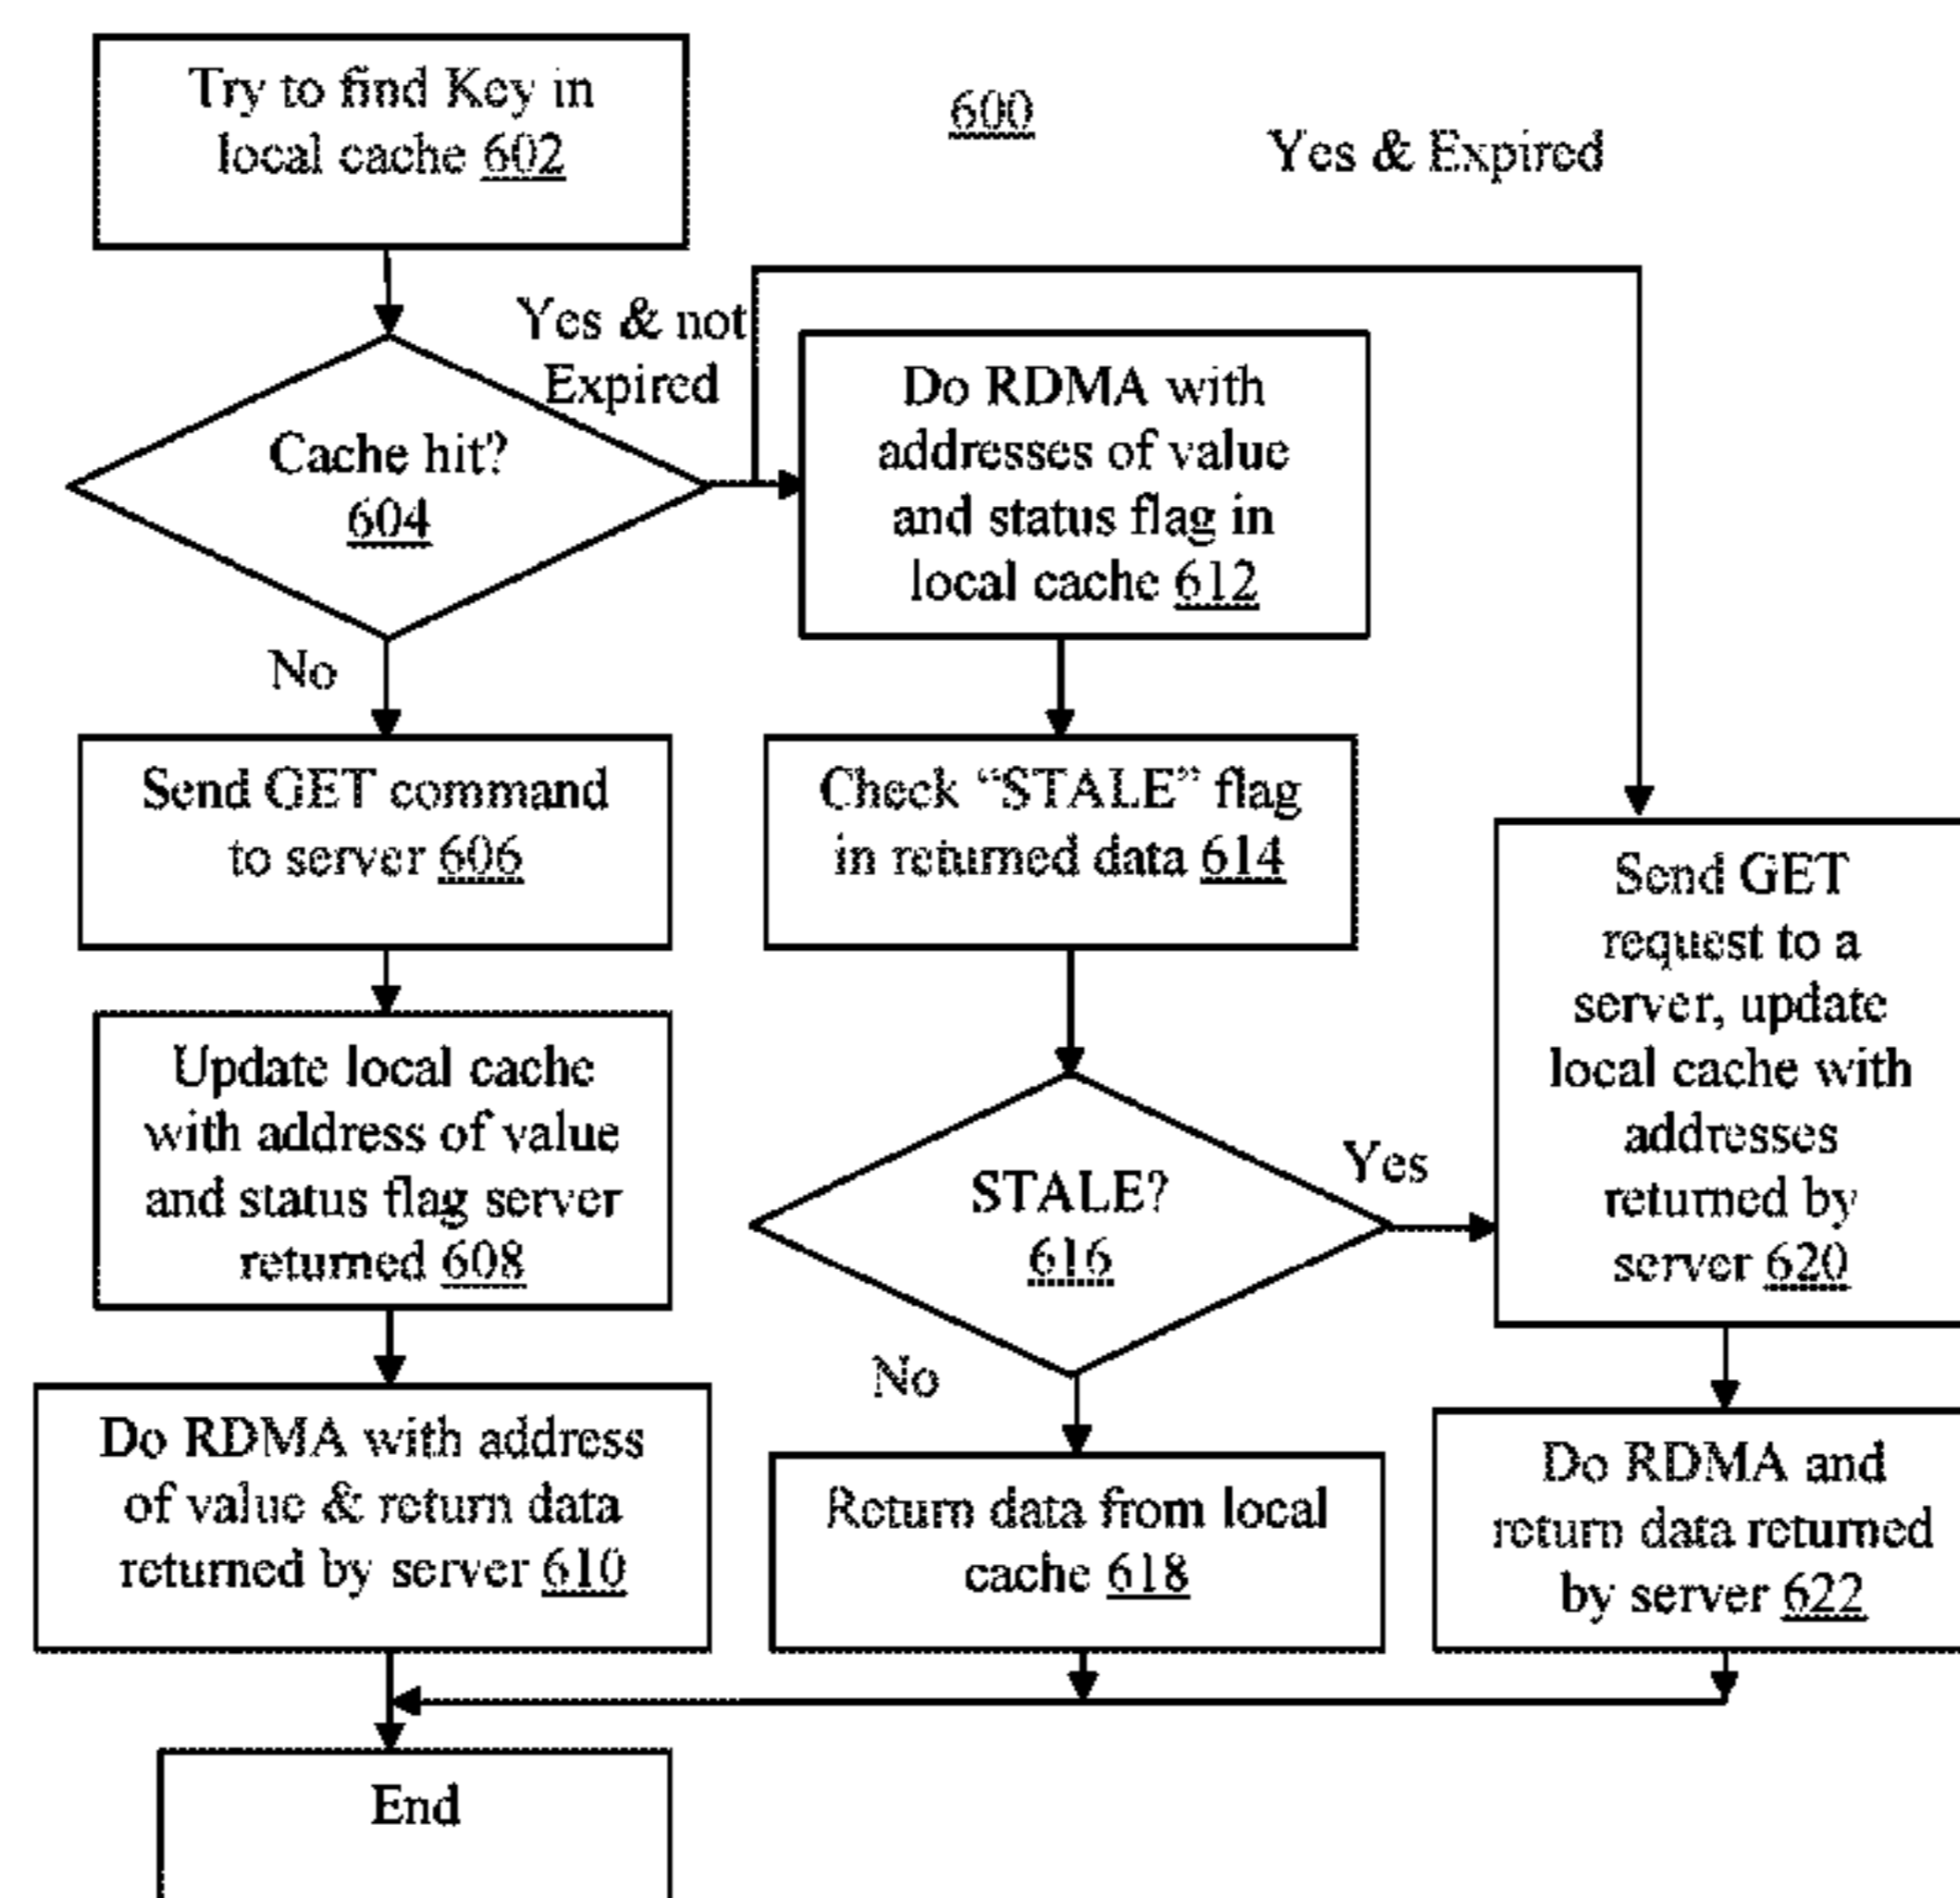 Try to find Key in
local cache 602
600
Yes & Expired
Yes & not
Expired
Cache hit?
604
Do RDMA with
addresses of value
and status flag in
local cache 612
No
Send GET command
to server 606
Check “STALE” flag
in returned data 614
Send GET
request to a
server, update
local cache with
addresses
returned by
server 620
Update local cache
with address of value
and status flag server
returned 608
STALE?
616
Yes
No
Do RDMA with address
of value & return data
returned by server 610
Return data from local
cache 618
Do RDMA and
return data returned
by server 622
End